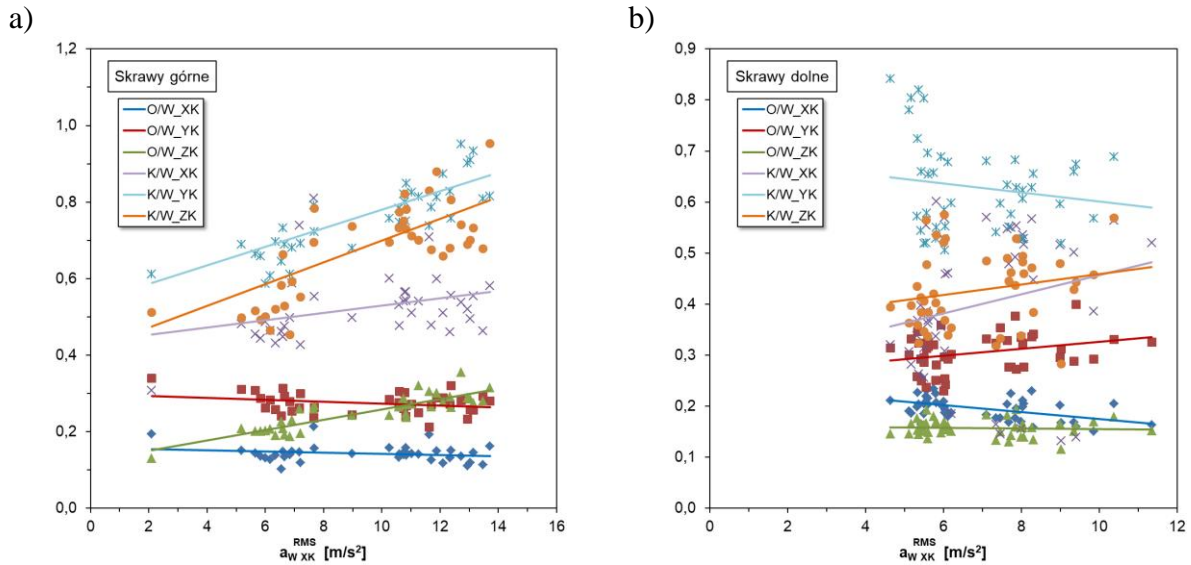 a)
1,2
1,0
0,8
0,6
0,4
0,2
0,0
0
2
4
6
8
10
12
14
16
Skrawy górne
O/W_XK
O/W_YK
O/W_ZK
K/W_XK
K/W_YK
K/W_ZK
RMS
a W XK [m/s²]
b)
0,9
0,8
0,7
0,6
0,5
0,4
0,3
0,2
0,1
0,0
0
2
4
6
8
10
12
Skrawy dolne
O/W_XK
O/W_YK
O/W_ZK
K/W_XK
K/W_YK
K/W_ZK
RMS
a W XK [m/s²]